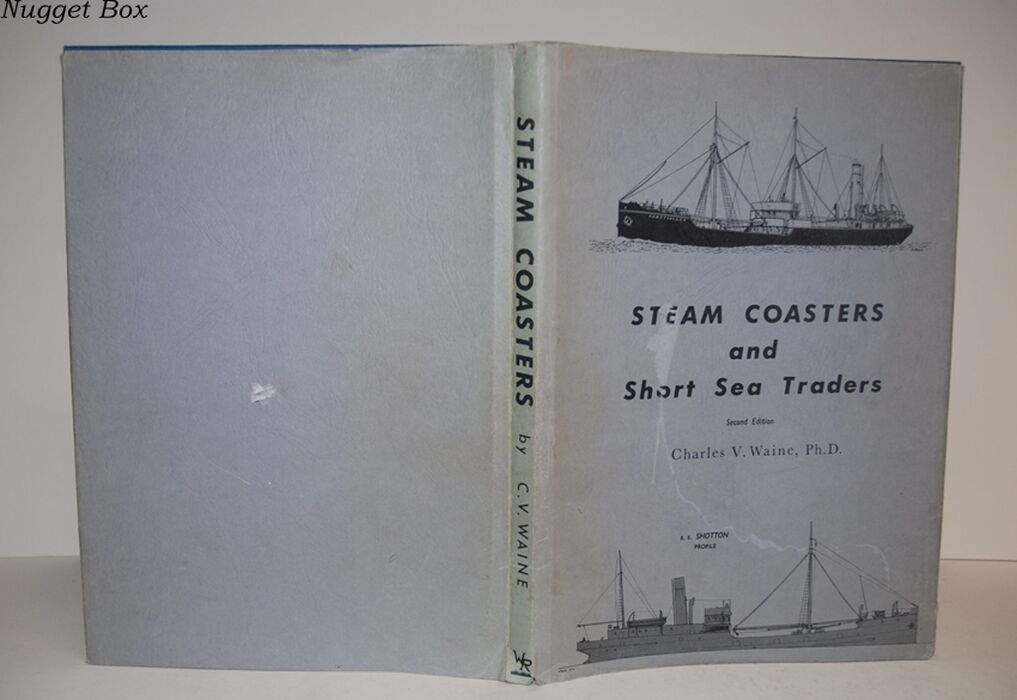 Nugget Box
STEAM COASTERS by C.V. WAINE
WR
STEAM COASTERS
and
Short Sea Traders
Second Edition
Charles V. Waine, Ph.D.
S. S. SHOTTON
PROFILE